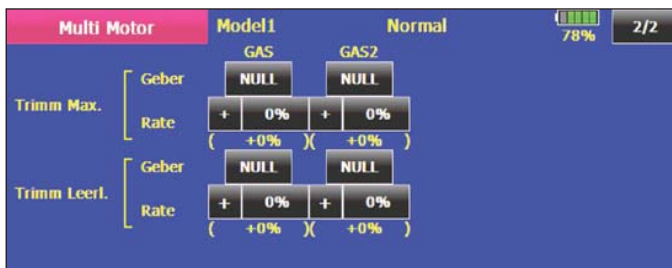 Multi Motor Model1 Normal 78% 2/2
GAS GAS2
Geber NULL NULL
Trimm Max.
Rate + 0% + 0%
( +0% )( +0% )
Geber NULL NULL
Trimm Leerl.
Rate + 0% + 0%
( +0% )( +0% )